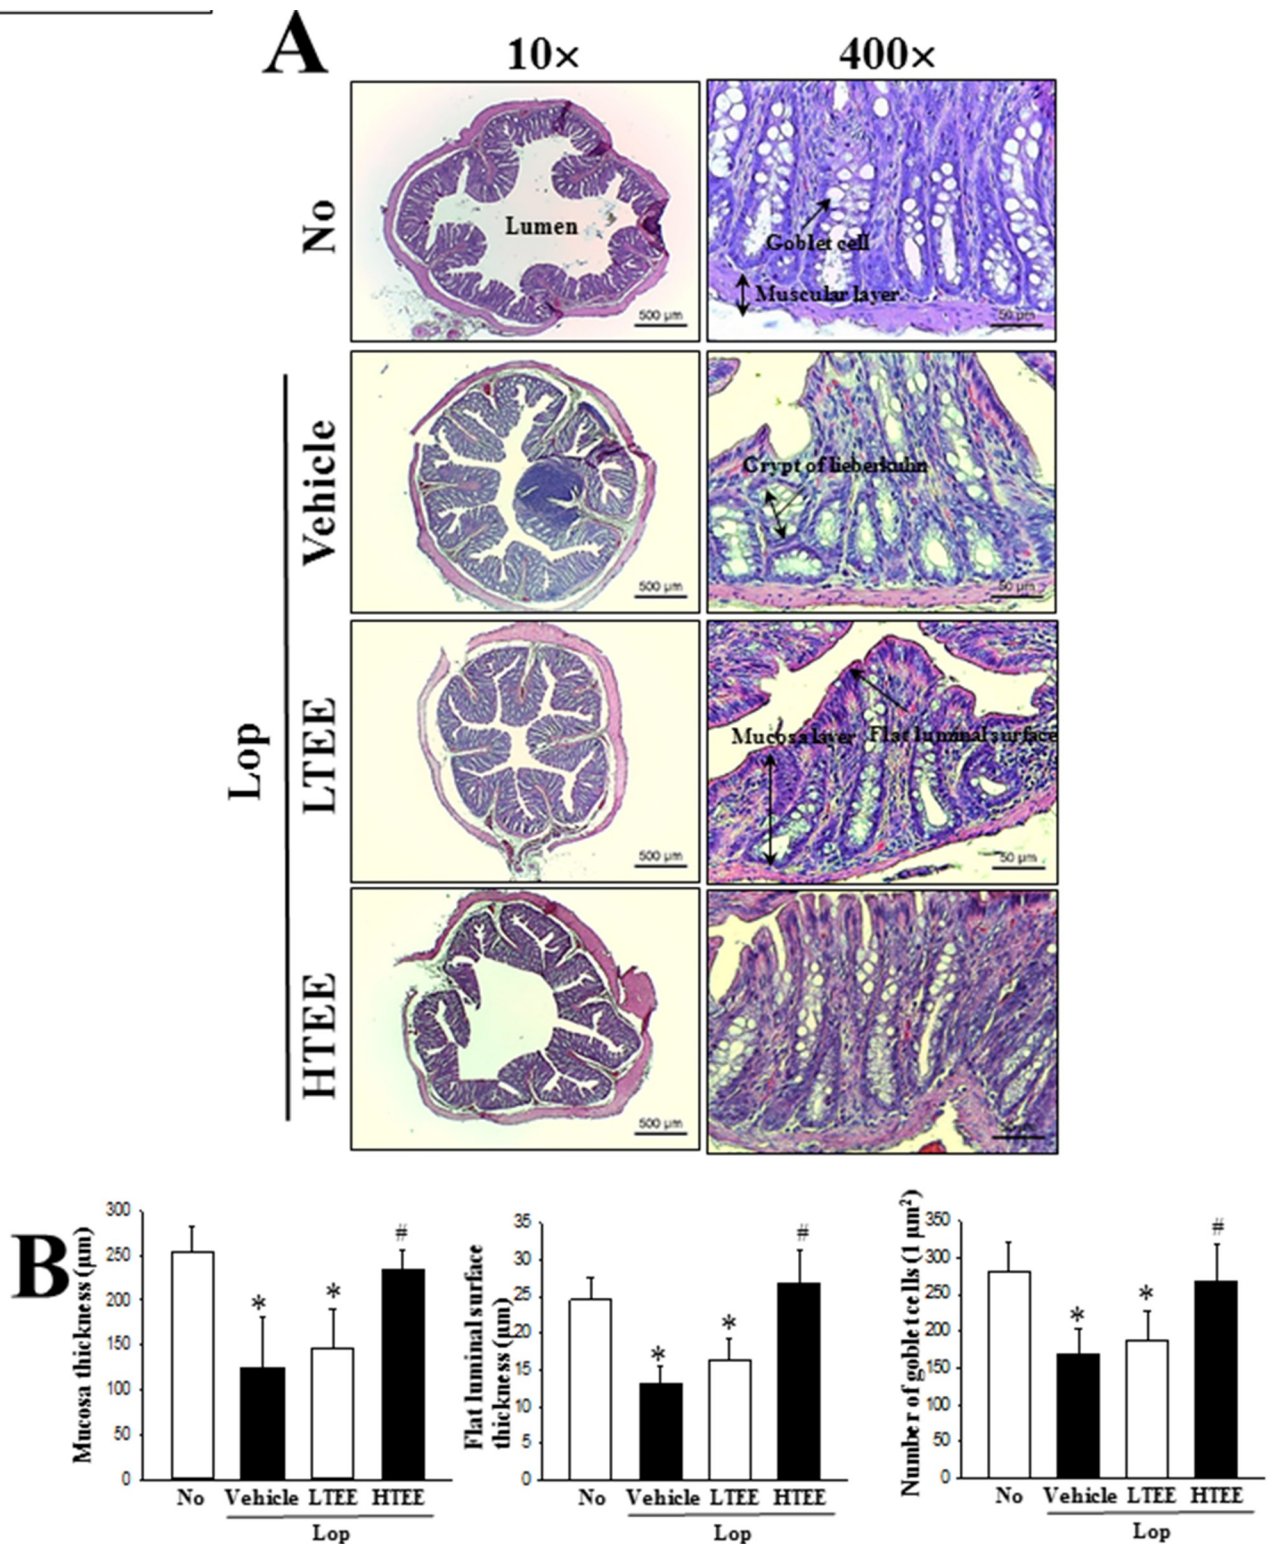 A
10×
400×
No
Lumen
500 µm
Goblet cell
Muscular layer
50 µm
Lop
Vehicle
500 µm
Crypt of lieberkuhn
50 µm
LTEE
500 µm
Mucosa layer
Flat luminal surface
50 µm
HTEE
500 µm
B
Mucosa thickness (µm)
300
250
200
150
100
50
0
*
*
#
No Vehicle LTEE HTEE
Lop
Flat luminal surface
thickness (µm)
35
30
25
20
15
10
5
0
*
*
#
No Vehicle LTEE HTEE
Lop
Number of goblet cells (1 µm²)
350
300
250
200
150
100
50
0
*
*
#
No Vehicle LTEE HTEE
Lop